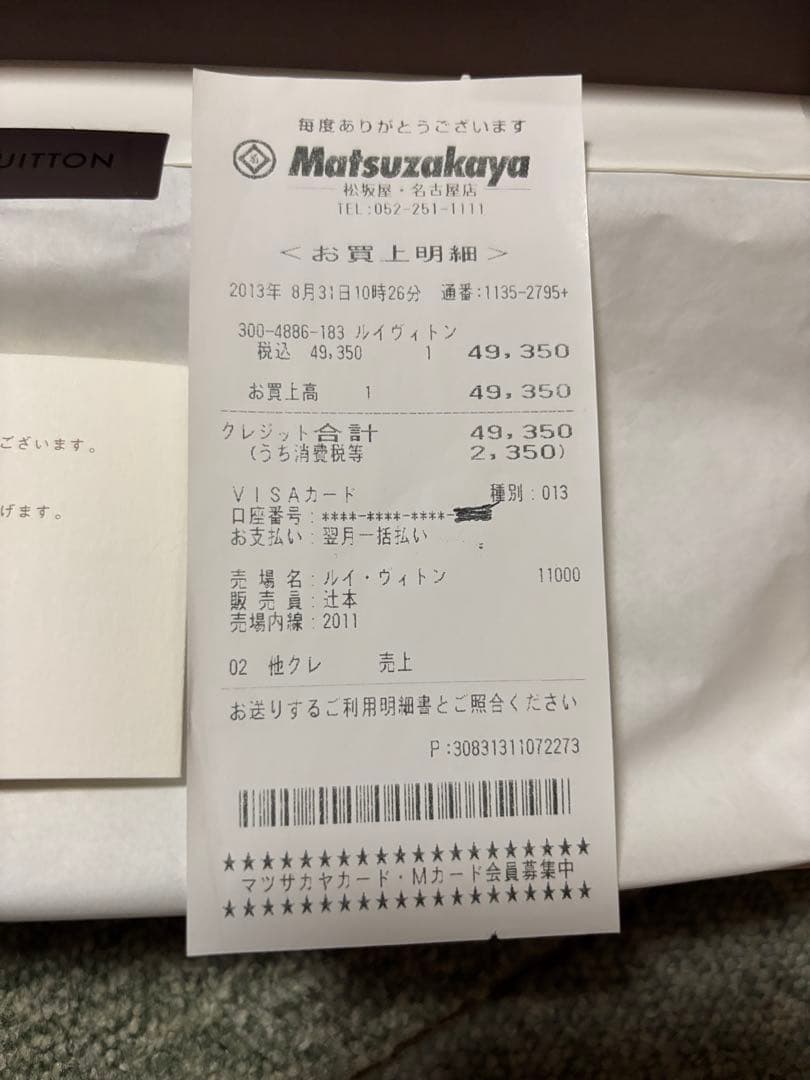 UITTON
ございます。
げます。
毎度ありがとうございます
Matsuzakaya
松坂屋・名古屋店
TEL:052-251-1111
<お買上明細>
2013年 8月31日10時26分 通番:1135-2795+
300-4886-183 ルイヴィトン
税込 49,350 1 49,350
お買上高 1 49,350
クレジット合計 49,350
(うち消費税等 2,350)
VISAカード 種別:013
口座番号:****-****-****-
お支払い:翌月一括払い
売場名:ルイ・ヴィトン 11000
販売員:辻本
売場内線:2011
02 他クレ 売上
お送りするご利用明細書とご照合ください
P:30831311072273
★★★★★★★★★★★★★★★★★★★★
マツサカヤカード・Mカード会員募集中
★★★★★★★★★★★★★★★★★★★★